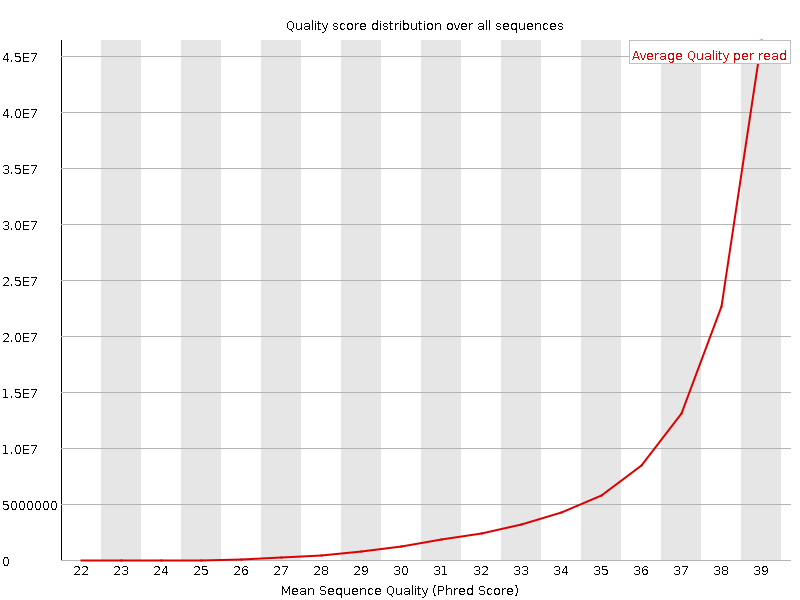 Quality score distribution over all sequences
Average Quality per read
4.5E7
4.0E7
3.5E7
3.0E7
2.5E7
2.0E7
1.5E7
1.0E7
5000000
0
22 23 24 25 26 27 28 29 30 31 32 33 34 35 36 37 38 39
Mean Sequence Quality (Phred Score)